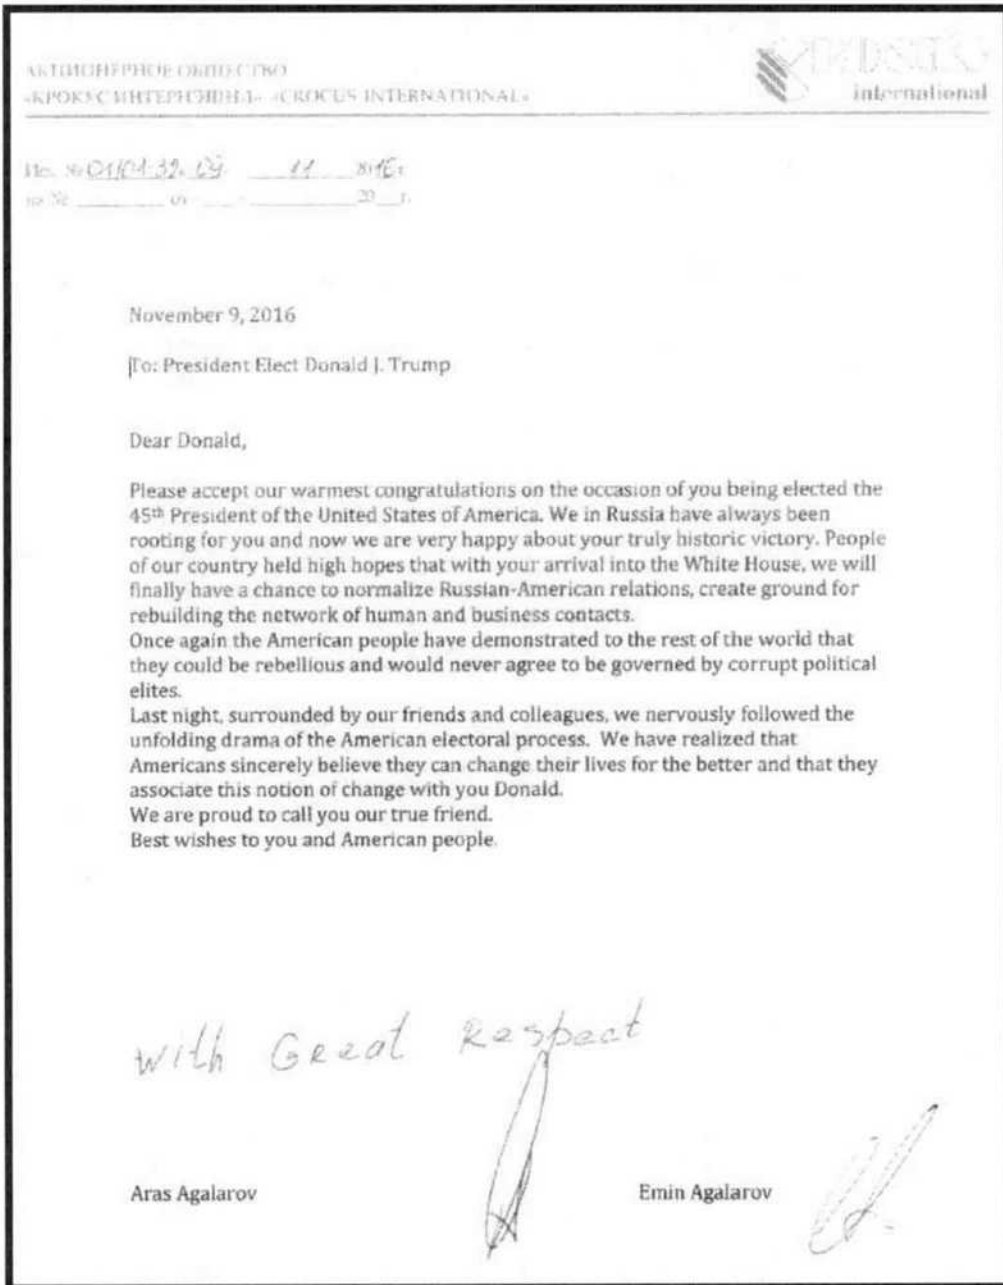 АКЦИОНЕРНОЕ ОБЩЕСТВО
«КРОКУС ИНТЕРНЭШНЛ» «CROCUS INTERNATIONAL»
international
Исх. №
11
на № от 20 г.
November 9, 2016
To: President Elect Donald J. Trump
Dear Donald,
Please accept our warmest congratulations on the occasion of you being elected the
45th President of the United States of America. We in Russia have always been
rooting for you and now we are very happy about your truly historic victory. People
of our country held high hopes that with your arrival into the White House, we will
finally have a chance to normalize Russian-American relations, create ground for
rebuilding the network of human and business contacts.
Once again the American people have demonstrated to the rest of the world that
they could be rebellious and would never agree to be governed by corrupt political
elites.
Last night, surrounded by our friends and colleagues, we nervously followed the
unfolding drama of the American electoral process. We have realized that
Americans sincerely believe they can change their lives for the better and that they
associate this notion of change with you Donald.
We are proud to call you our true friend.
Best wishes to you and American people.
With Great Respect
Aras Agalarov Emin Agalarov